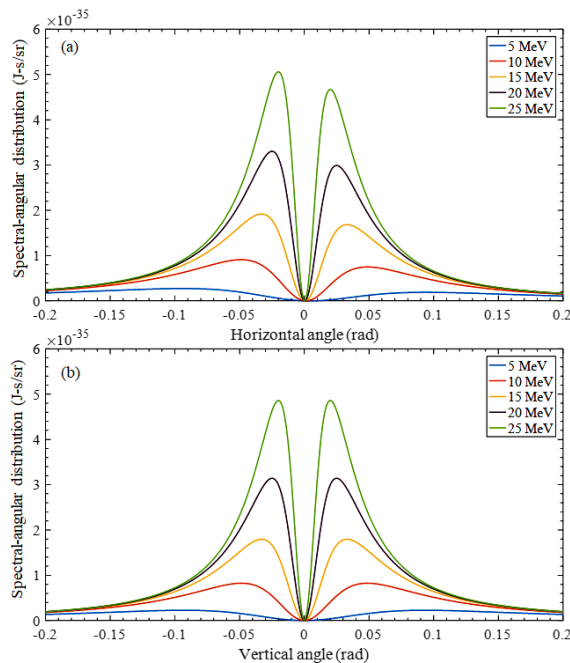 ×10⁻³⁵
(a)
Spectral-angular distribution (J-s/sr)
6
5
4
3
2
1
0
5 MeV
10 MeV
15 MeV
20 MeV
25 MeV
-0.2 -0.15 -0.1 -0.05 0 0.05 0.1 0.15 0.2
Horizontal angle (rad)
×10⁻³⁵
(b)
Spectral-angular distribution (J-s/sr)
6
5
4
3
2
1
0
5 MeV
10 MeV
15 MeV
20 MeV
25 MeV
-0.2 -0.15 -0.1 -0.05 0 0.05 0.1 0.15 0.2
Vertical angle (rad)